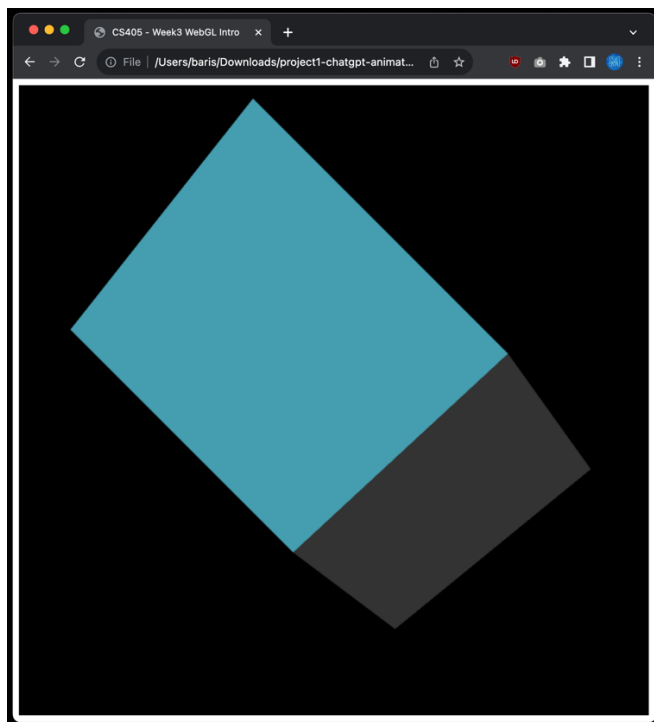 CS405 - Week3 WebGL Intro
File | /Users/baris/Downloads/project1-chatgpt-animat...